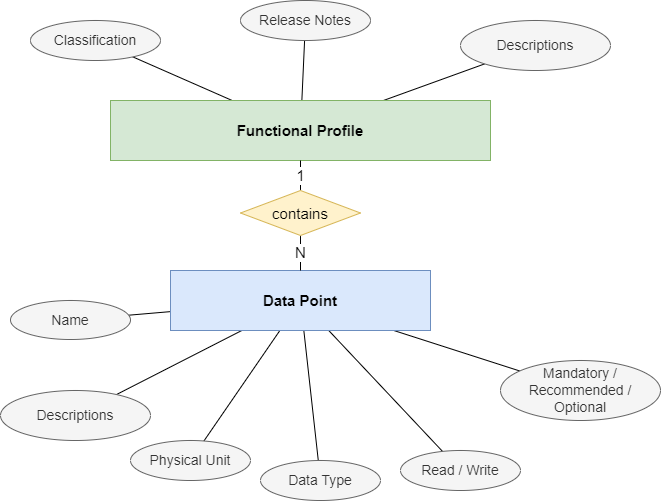 Release Notes
Classification
Descriptions
Functional Profile
1
contains
N
Data Point
Name
Mandatory /
Recommended /
Optional
Descriptions
Physical Unit
Data Type
Read / Write